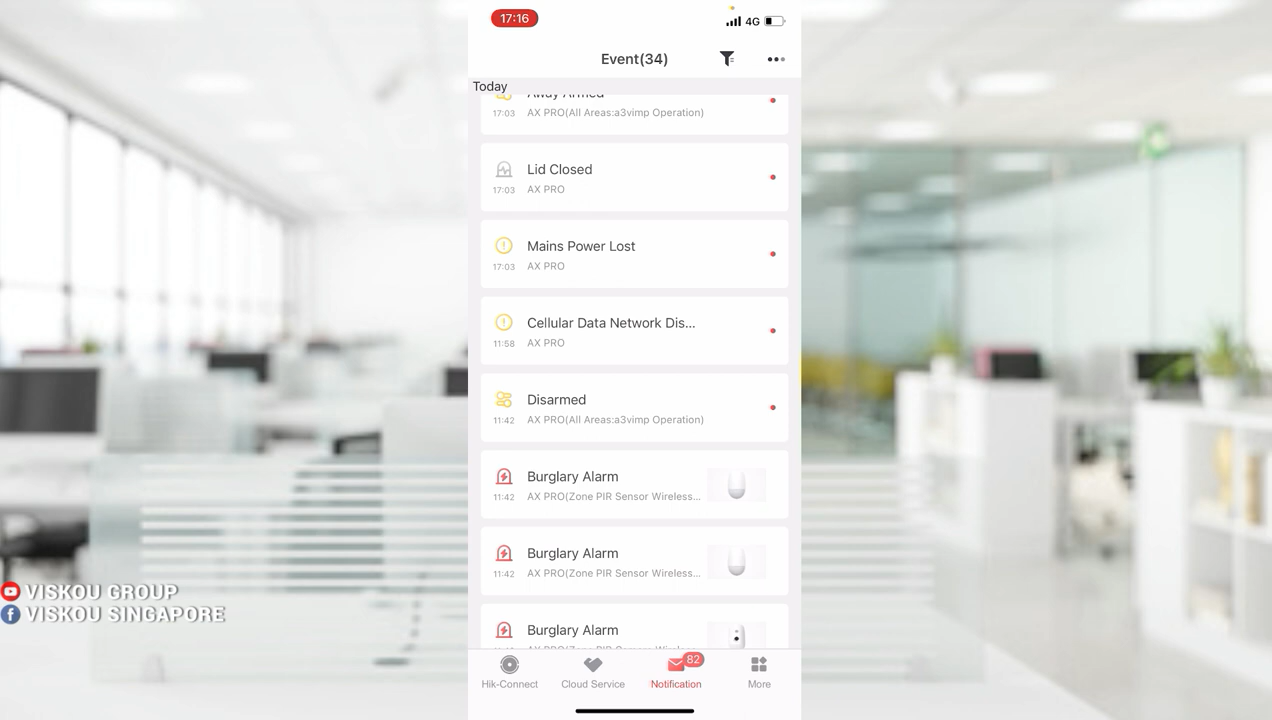 17:16
4G
Event(34)
Today
Away Armed
17:03
AX PRO(All Areas:a3vimp Operation)
Lid Closed
17:03
AX PRO
Mains Power Lost
17:03
AX PRO
Cellular Data Network Dis...
11:58
AX PRO
Disarmed
11:42
AX PRO(All Areas:a3vimp Operation)
Burglary Alarm
11:42
AX PRO(Zone PIR Sensor Wireless...
Burglary Alarm
11:42
AX PRO(Zone PIR Sensor Wireless...
Burglary Alarm
VISKOU GROUP
VISKOU SINGAPORE
82
Hik-Connect
Cloud Service
Notification
More